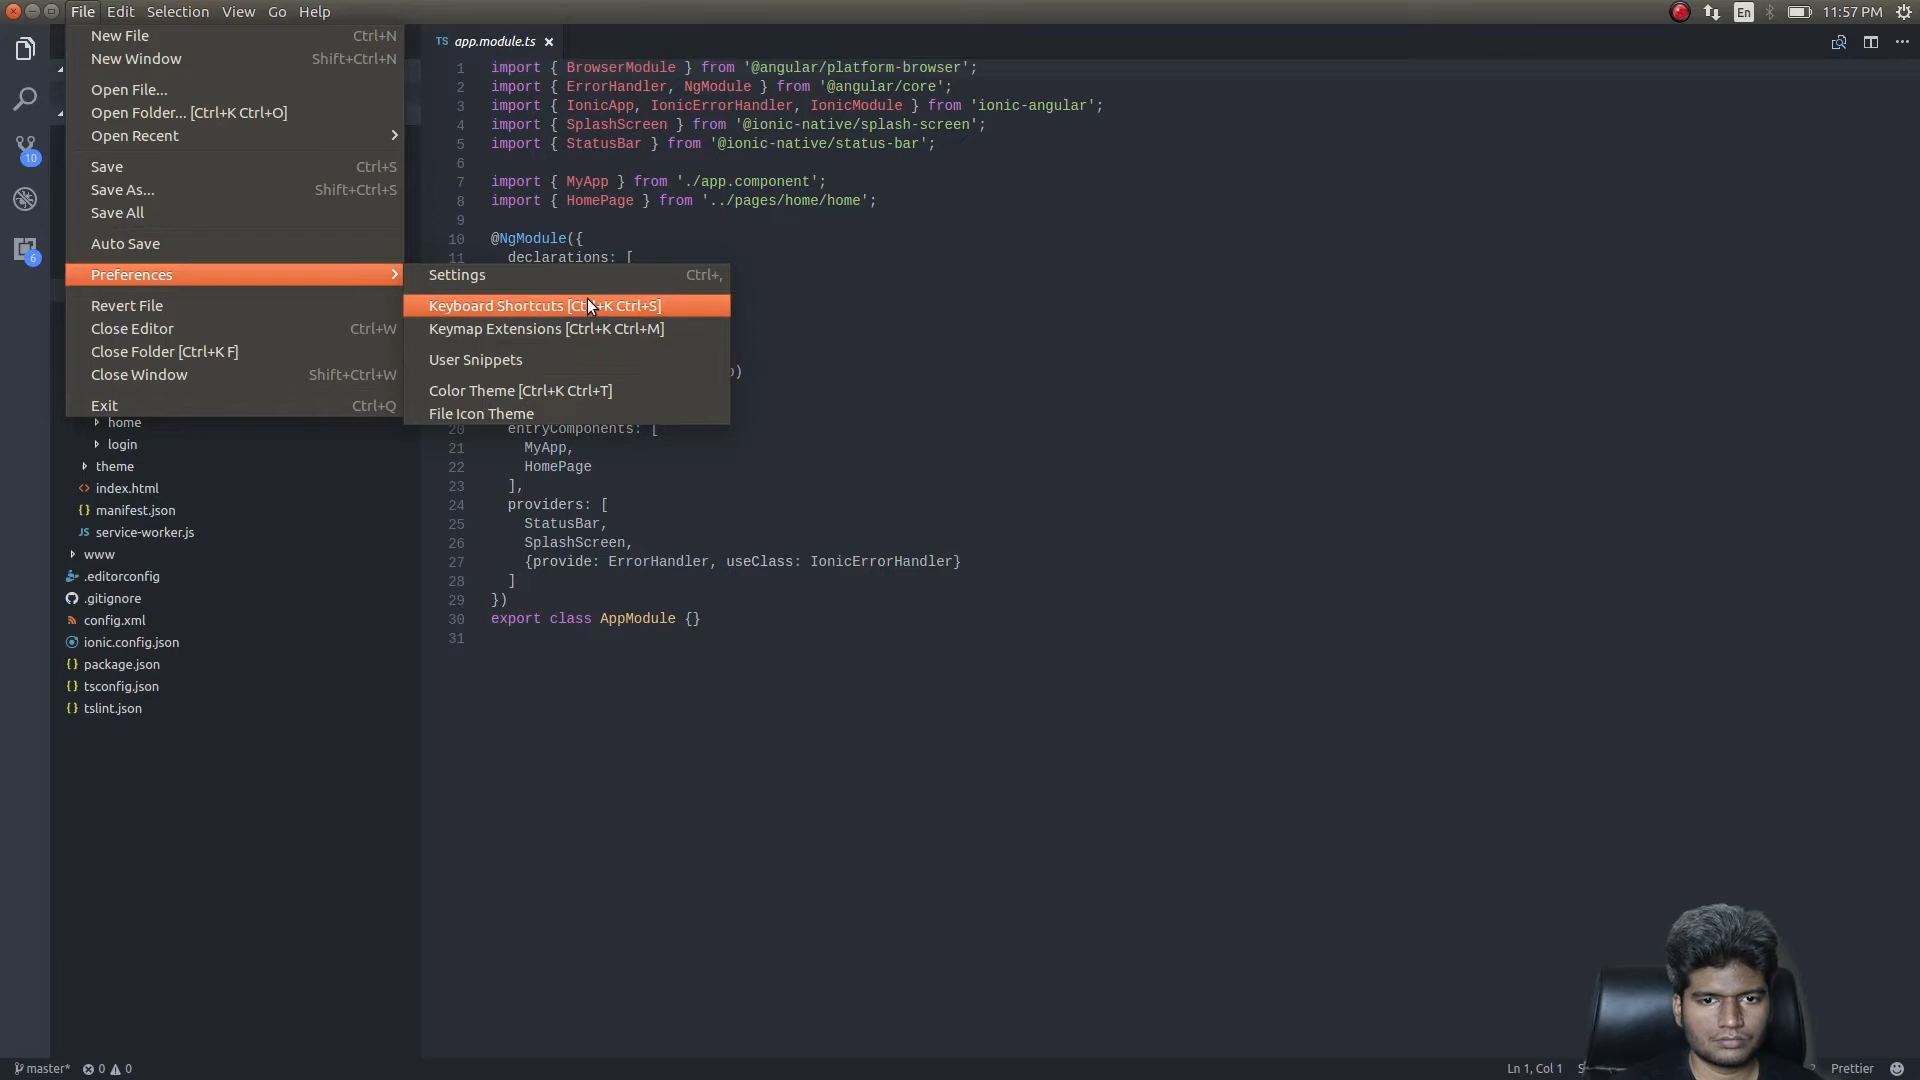 File Edit Selection View Go Help
En 11:57 PM
New File Ctrl+N
New Window Shift+Ctrl+N
Open File...
Open Folder... [Ctrl+K Ctrl+O]
Open Recent
Save Ctrl+S
Save As... Shift+Ctrl+S
Save All
Auto Save
Preferences
Revert File
Close Editor Ctrl+W
Close Folder [Ctrl+K F]
Close Window Shift+Ctrl+W
Exit Ctrl+Q
Settings Ctrl+,
Keyboard Shortcuts [Ctrl+K Ctrl+S]
Keymap Extensions [Ctrl+K Ctrl+M]
User Snippets
Color Theme [Ctrl+K Ctrl+T]
File Icon Theme
10
6
home
login
theme
<> index.html
{} manifest.json
JS service-worker.js
www
.editorconfig
.gitignore
config.xml
ionic.config.json
{} package.json
{} tsconfig.json
{} tslint.json
TS app.module.ts
1 import { BrowserModule } from '@angular/platform-browser';
2 import { ErrorHandler, NgModule } from '@angular/core';
3 import { IonicApp, IonicErrorHandler, IonicModule } from 'ionic-angular';
4 import { SplashScreen } from '@ionic-native/splash-screen';
5 import { StatusBar } from '@ionic-native/status-bar';
6
7 import { MyApp } from './app.component';
8 import { HomePage } from '../pages/home/home';
9
10 @NgModule({
11 declarations: [
)
20 entryComponents: [
21 MyApp,
22 HomePage
23 ],
24 providers: [
25 StatusBar,
26 SplashScreen,
27 {provide: ErrorHandler, useClass: IonicErrorHandler}
28 ]
29 })
30 export class AppModule {}
31
master* 0 0
Ln 1, Col 1
Prettier